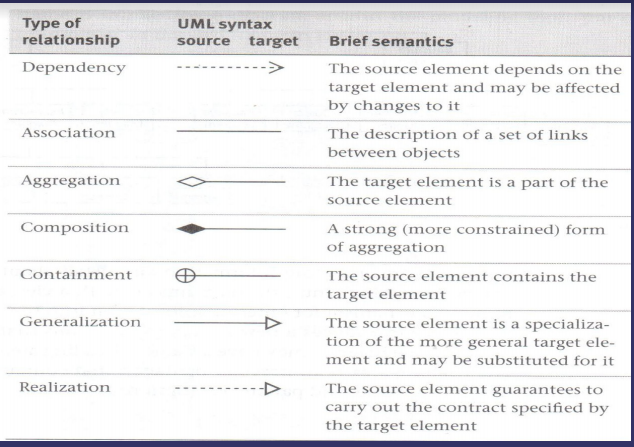 Type of relationship UML syntax source target Brief semantics
Dependency The source element depends on the
target element and may be affected
by changes to it
Association The description of a set of links
between objects
Aggregation The target element is a part of the
source element
Composition A strong (more constrained) form
of aggregation
Containment The source element contains the
target element
Generalization The source element is a specializa-
tion of the more general target ele-
ment and may be substituted for it
Realization The source element guarantees to
carry out the contract specified by
the target element